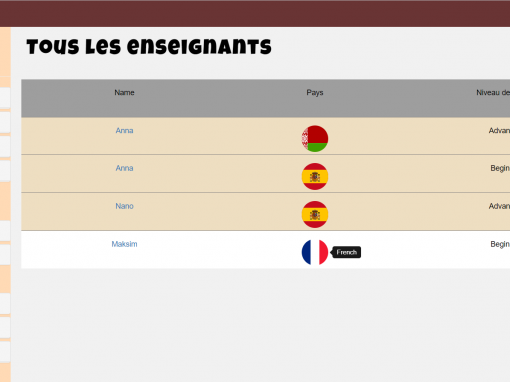 Tous les enseignants
Name Pays Niveau de
Anna Advan
Anna Begin
Nano Advan
Maksim French Begin